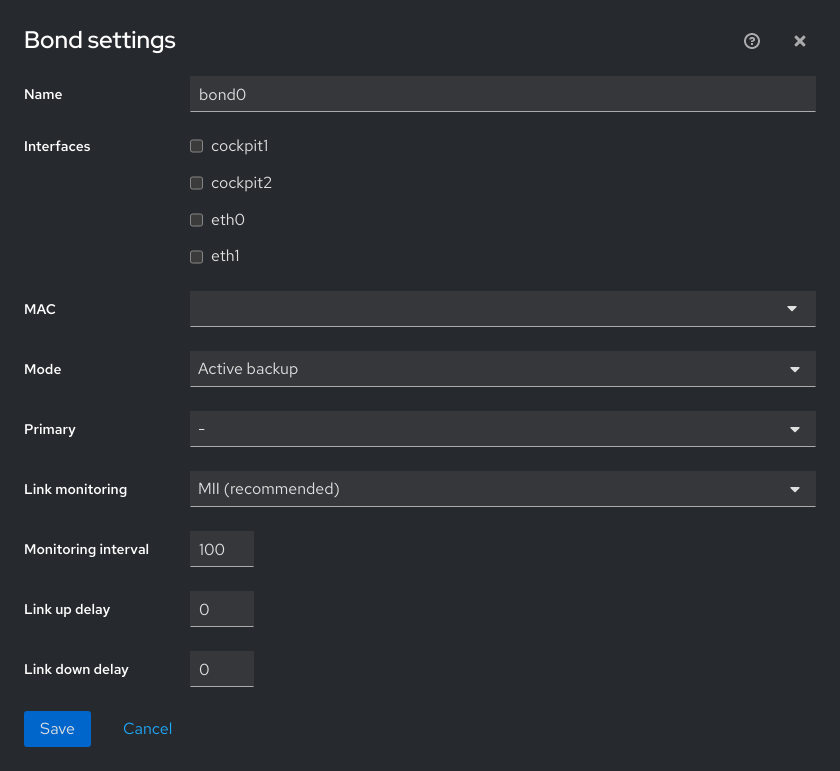 Bond settings
Name bond0
Interfaces cockpit1
cockpit2
eth0
eth1
MAC
Mode Active backup
Primary -
Link monitoring MII (recommended)
Monitoring interval 100
Link up delay 0
Link down delay 0
Save Cancel